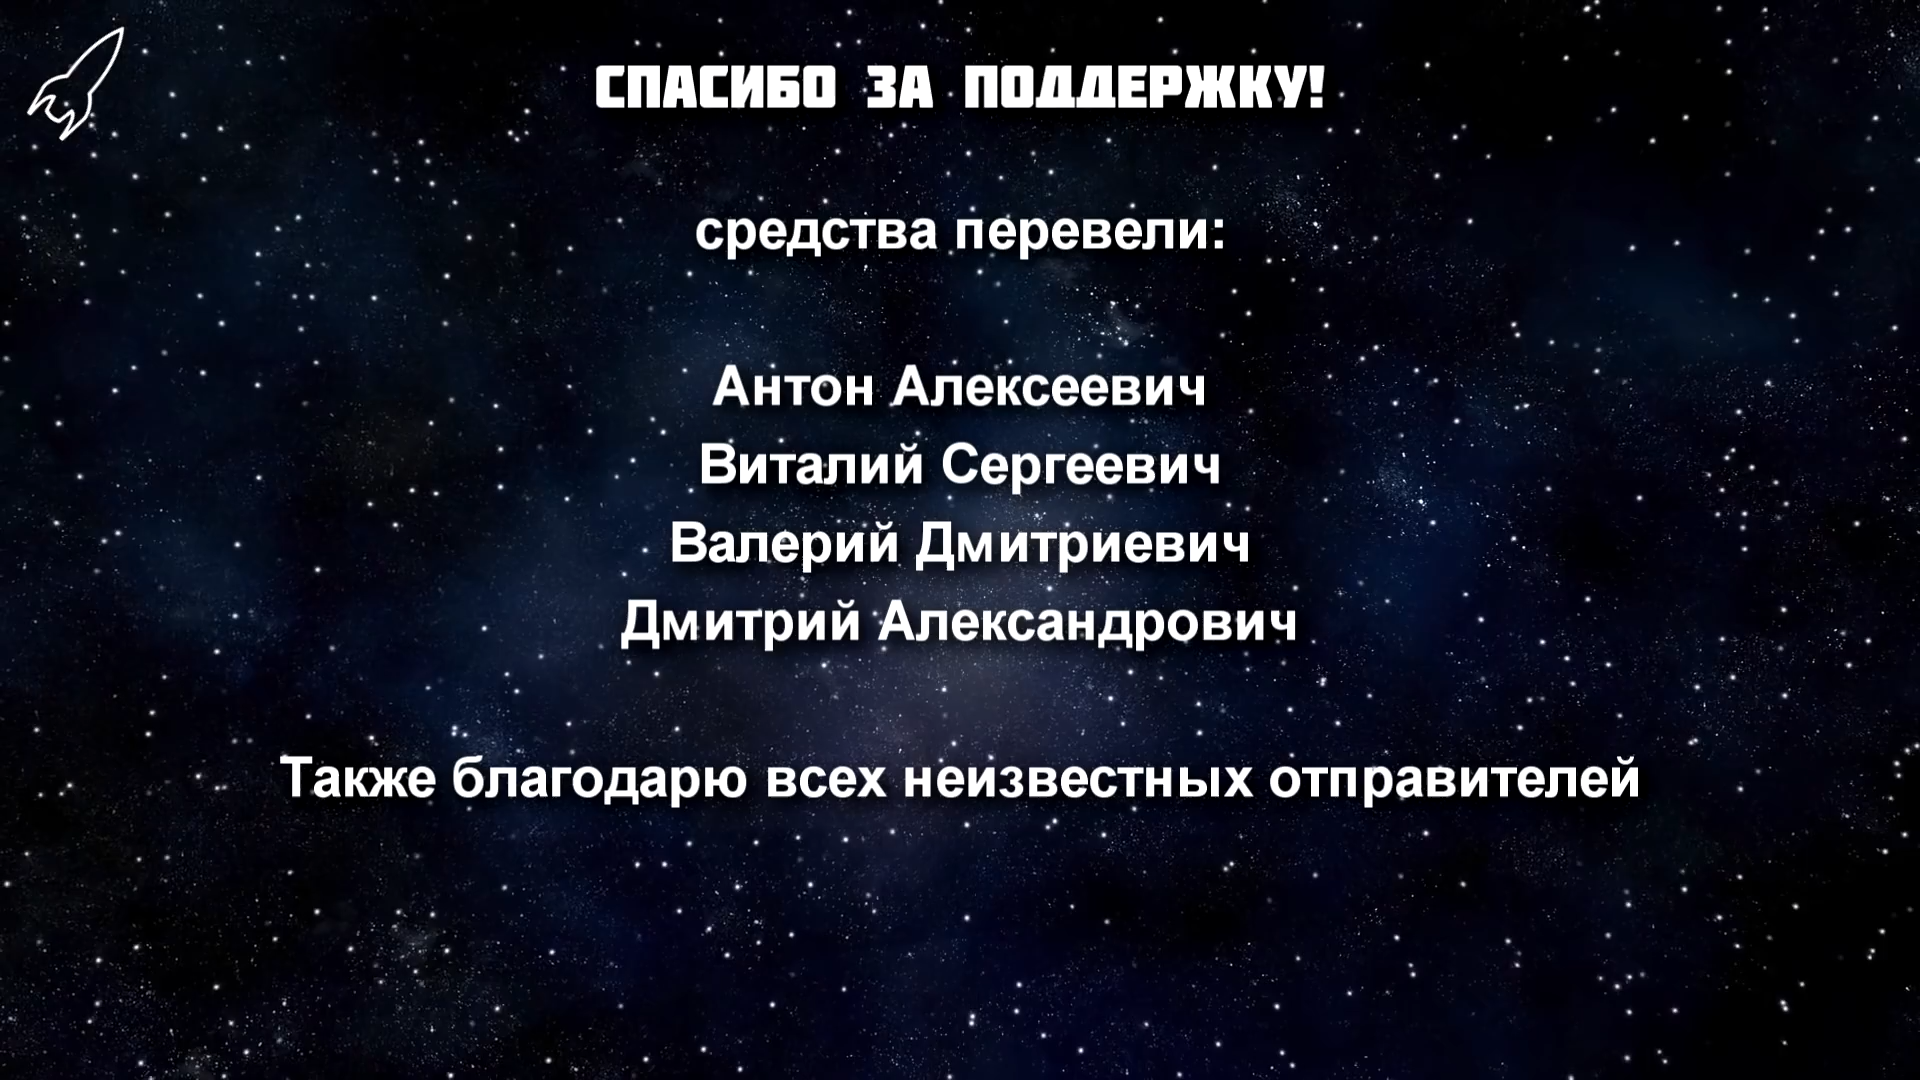 СПАСИБО ЗА ПОДДЕРЖКУ!
средства перевели:
Антон Алексеевич
Виталий Сергеевич
Валерий Дмитриевич
Дмитрий Александрович
Также благодарю всех неизвестных отправителей